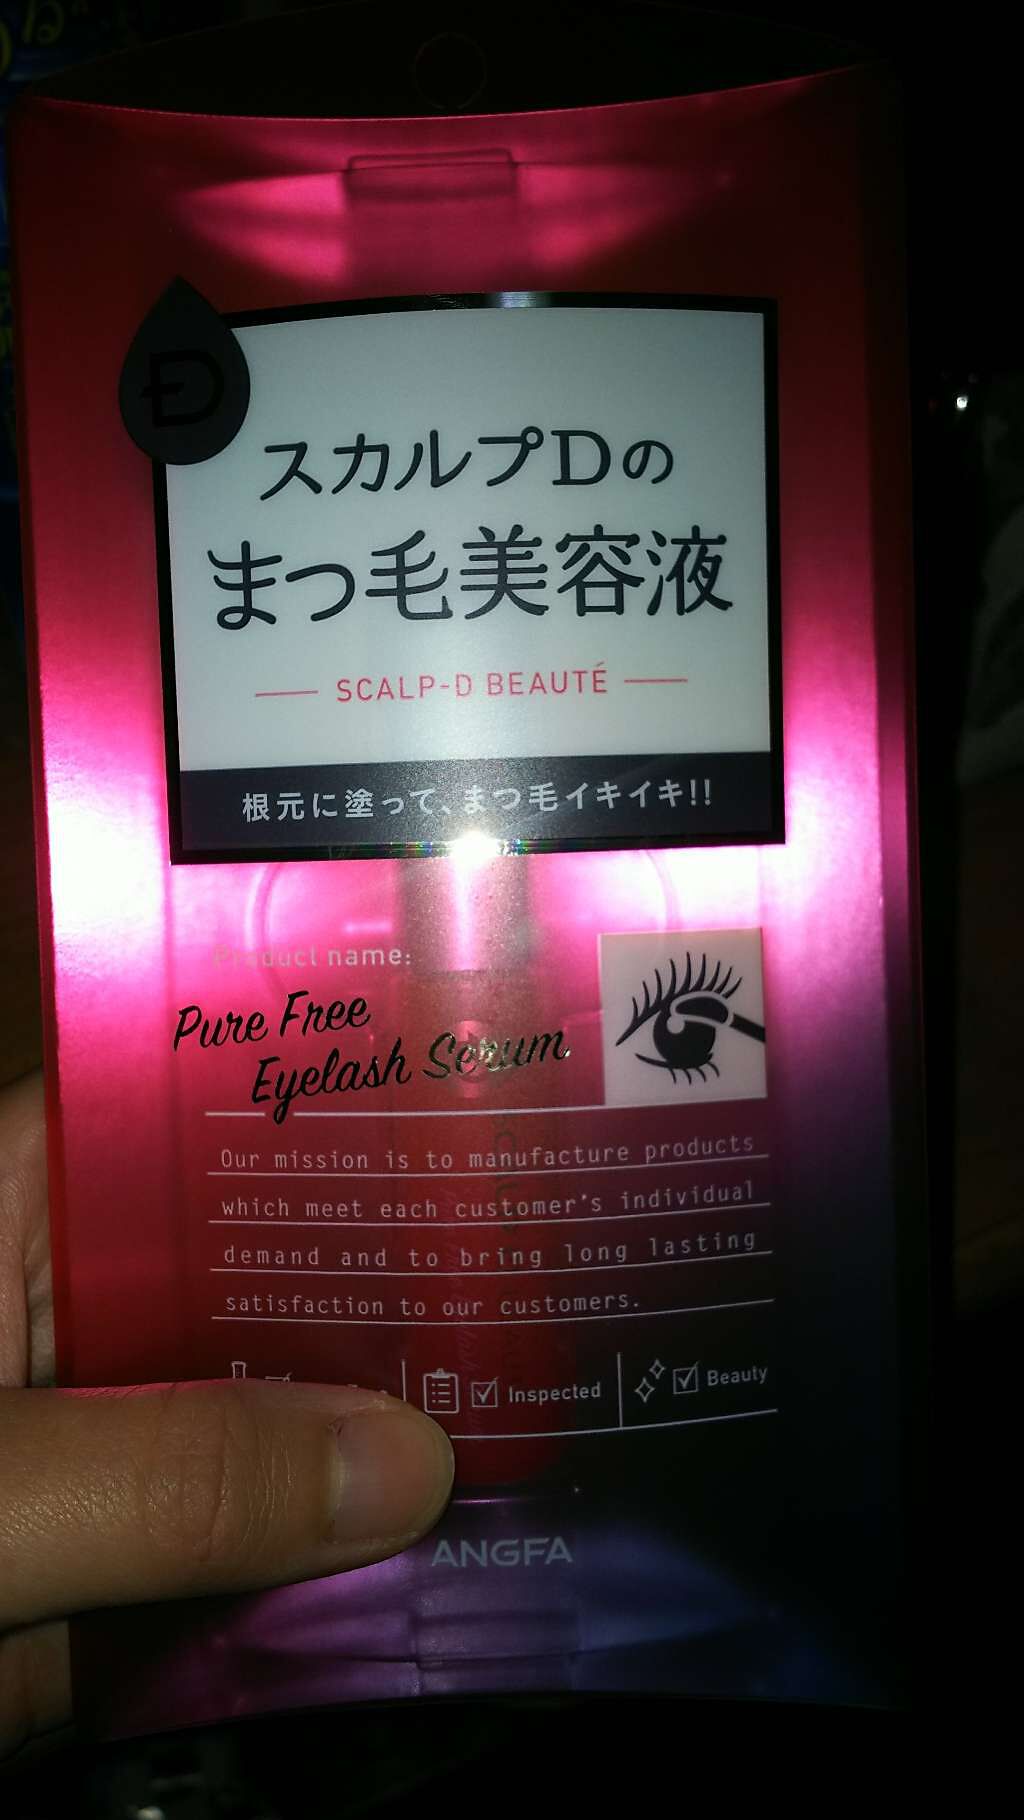 D
スカルプDの
まつ毛美容液
SCALP-D BEAUTÉ
根元に塗って、まつ毛イキイキ!!
Product name:
Pure Free
Eyelash Serum
Our mission is to manufacture products
which meet each customer's individual
demand and to bring long lasting
satisfaction to our customers.
Inspected
Beauty
ANGFA